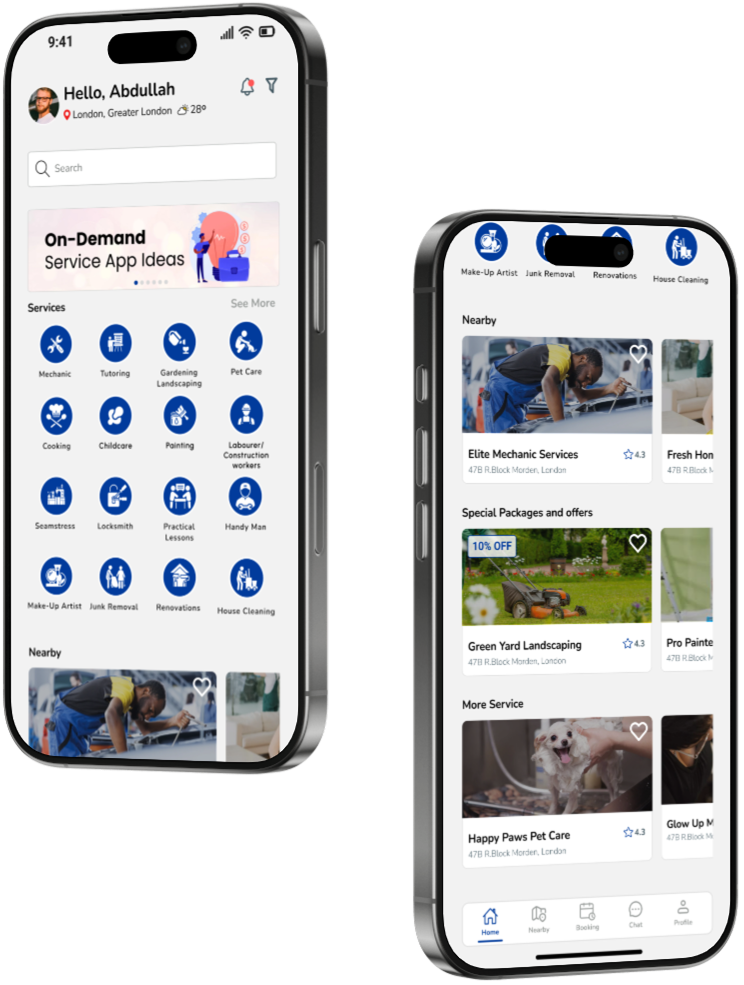 9:41
Hello, Abdullah
London, Greater London 28°
Search
On-Demand
Service App Ideas
Services See More
Mechanic Tutoring Gardening Landscaping Pet Care
Cooking Childcare Painting Labourer/ Construction workers
Seamstress Locksmith Practical Lessons Handy Man
Make-Up Artist Junk Removal Renovations House Cleaning
Nearby
Make-Up Artist Junk Removal Renovations House Cleaning
Nearby
Elite Mechanic Services 4.3 Fresh Hom
47B R.Block Morden, London 47B R.Block M
Special Packages and offers
10% OFF
Green Yard Landscaping 4.3 Pro Painte
47B R.Block Morden, London 47B R.Block M
More Service
Happy Paws Pet Care 4.3 Glow Up M
47B R.Block Morden, London 47B R.Block Mo
Home Nearby Booking Chat Profile